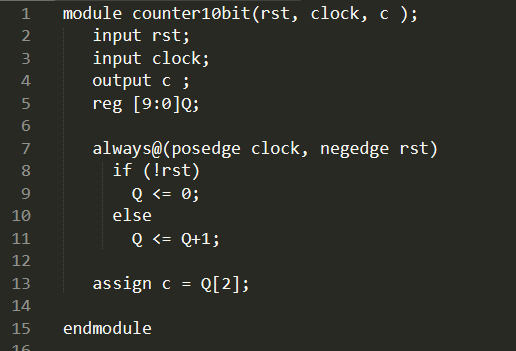 1 module counter10bit(rst, clock, c );
2 input rst;
3 input clock;
4 output c ;
5 reg [9:0]Q;
6
7 always@(posedge clock, negedge rst)
8 if (!rst)
9 Q <= 0;
10 else
11 Q <= Q+1;
12
13 assign c = Q[2];
14
15 endmodule
16